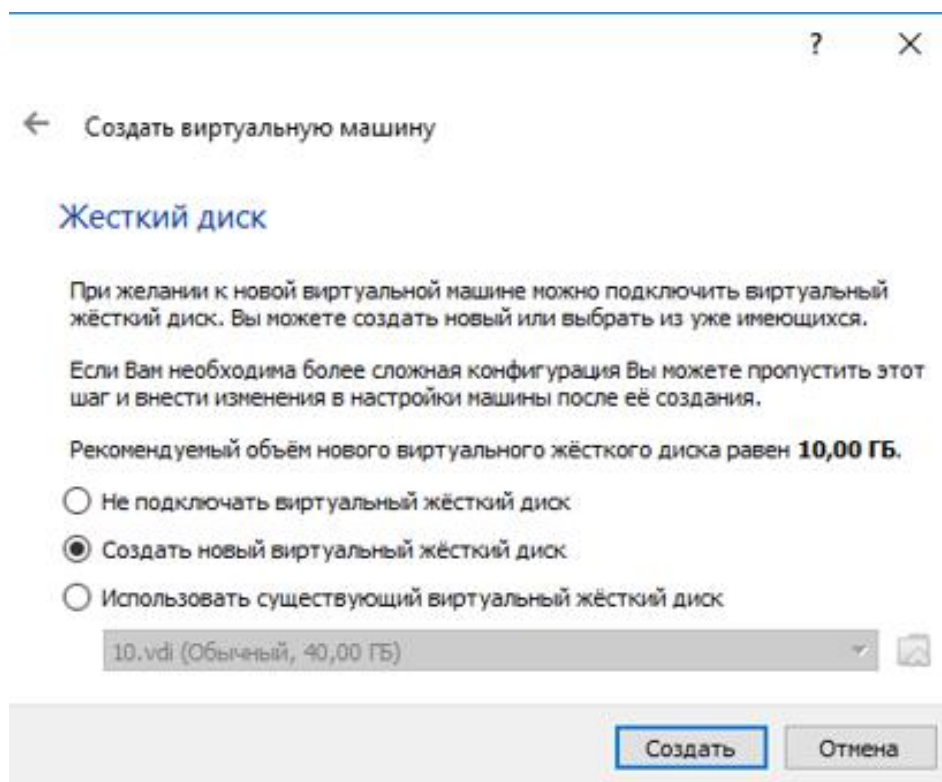 ?
Создать виртуальную машину
Жесткий диск
При желании к новой виртуальной машине можно подключить виртуальный
жёсткий диск. Вы можете создать новый или выбрать из уже имеющихся.
Если Вам необходима более сложная конфигурация Вы можете пропустить этот
шаг и внести изменения в настройки машины после её создания.
Рекомендуемый объём нового виртуального жёсткого диска равен 10,00 ГБ.
Не подключать виртуальный жёсткий диск
Создать новый виртуальный жёсткий диск
Использовать существующий виртуальный жёсткий диск
10.vdi (Обычный, 40,00 ГБ)
Создать Отмена